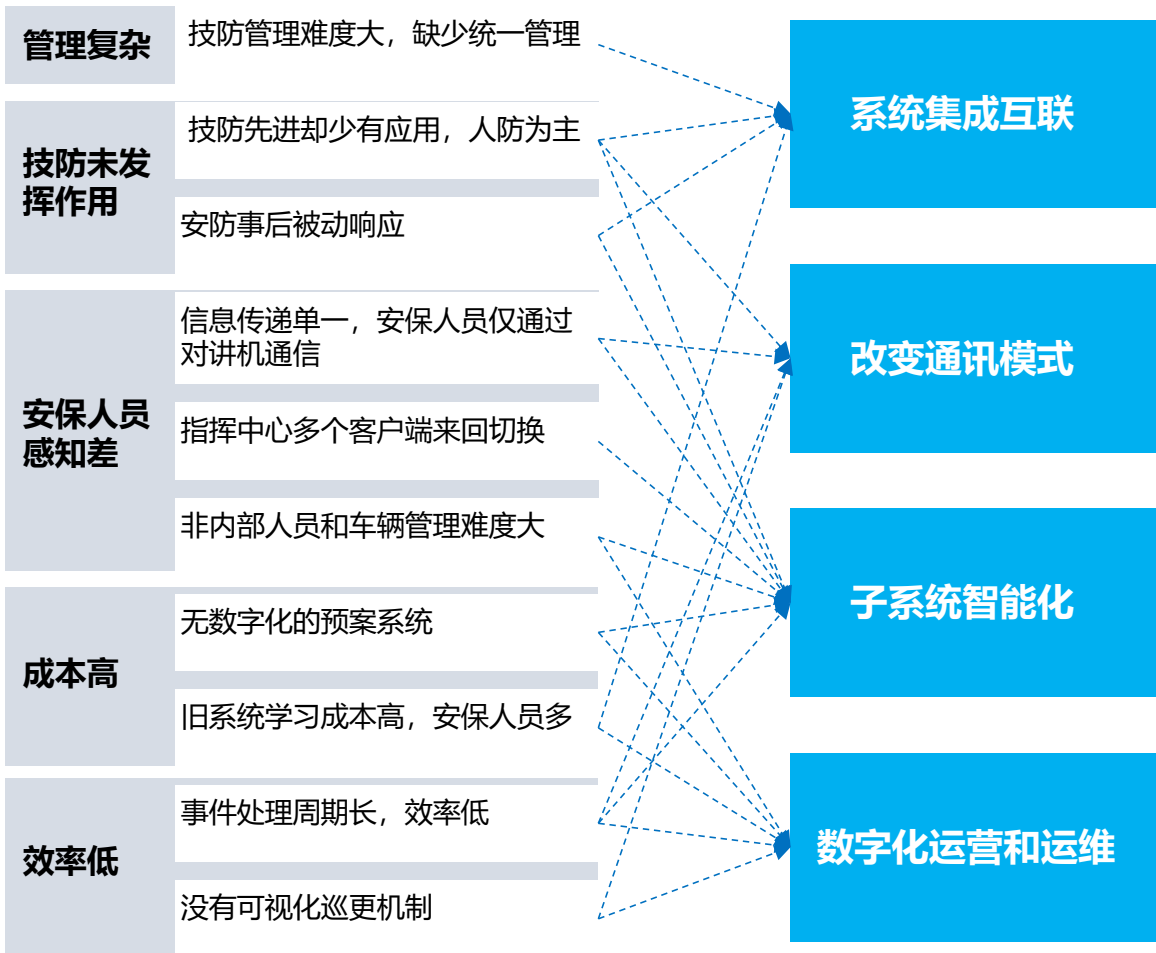 管理复杂
技防管理难度大，缺少统一管理
技防未发
挥作用
技防先进却少有应用，人防为主
安防事后被动响应
安保人员
感知差
信息传递单一，安保人员仅通过
对讲机通信
指挥中心多个客户端来回切换
非内部人员和车辆管理难度大
成本高
无数字化的预案系统
旧系统学习成本高，安保人员多
效率低
事件处理周期长，效率低
没有可视化巡更机制
系统集成互联
改变通讯模式
子系统智能化
数字化运营和运维